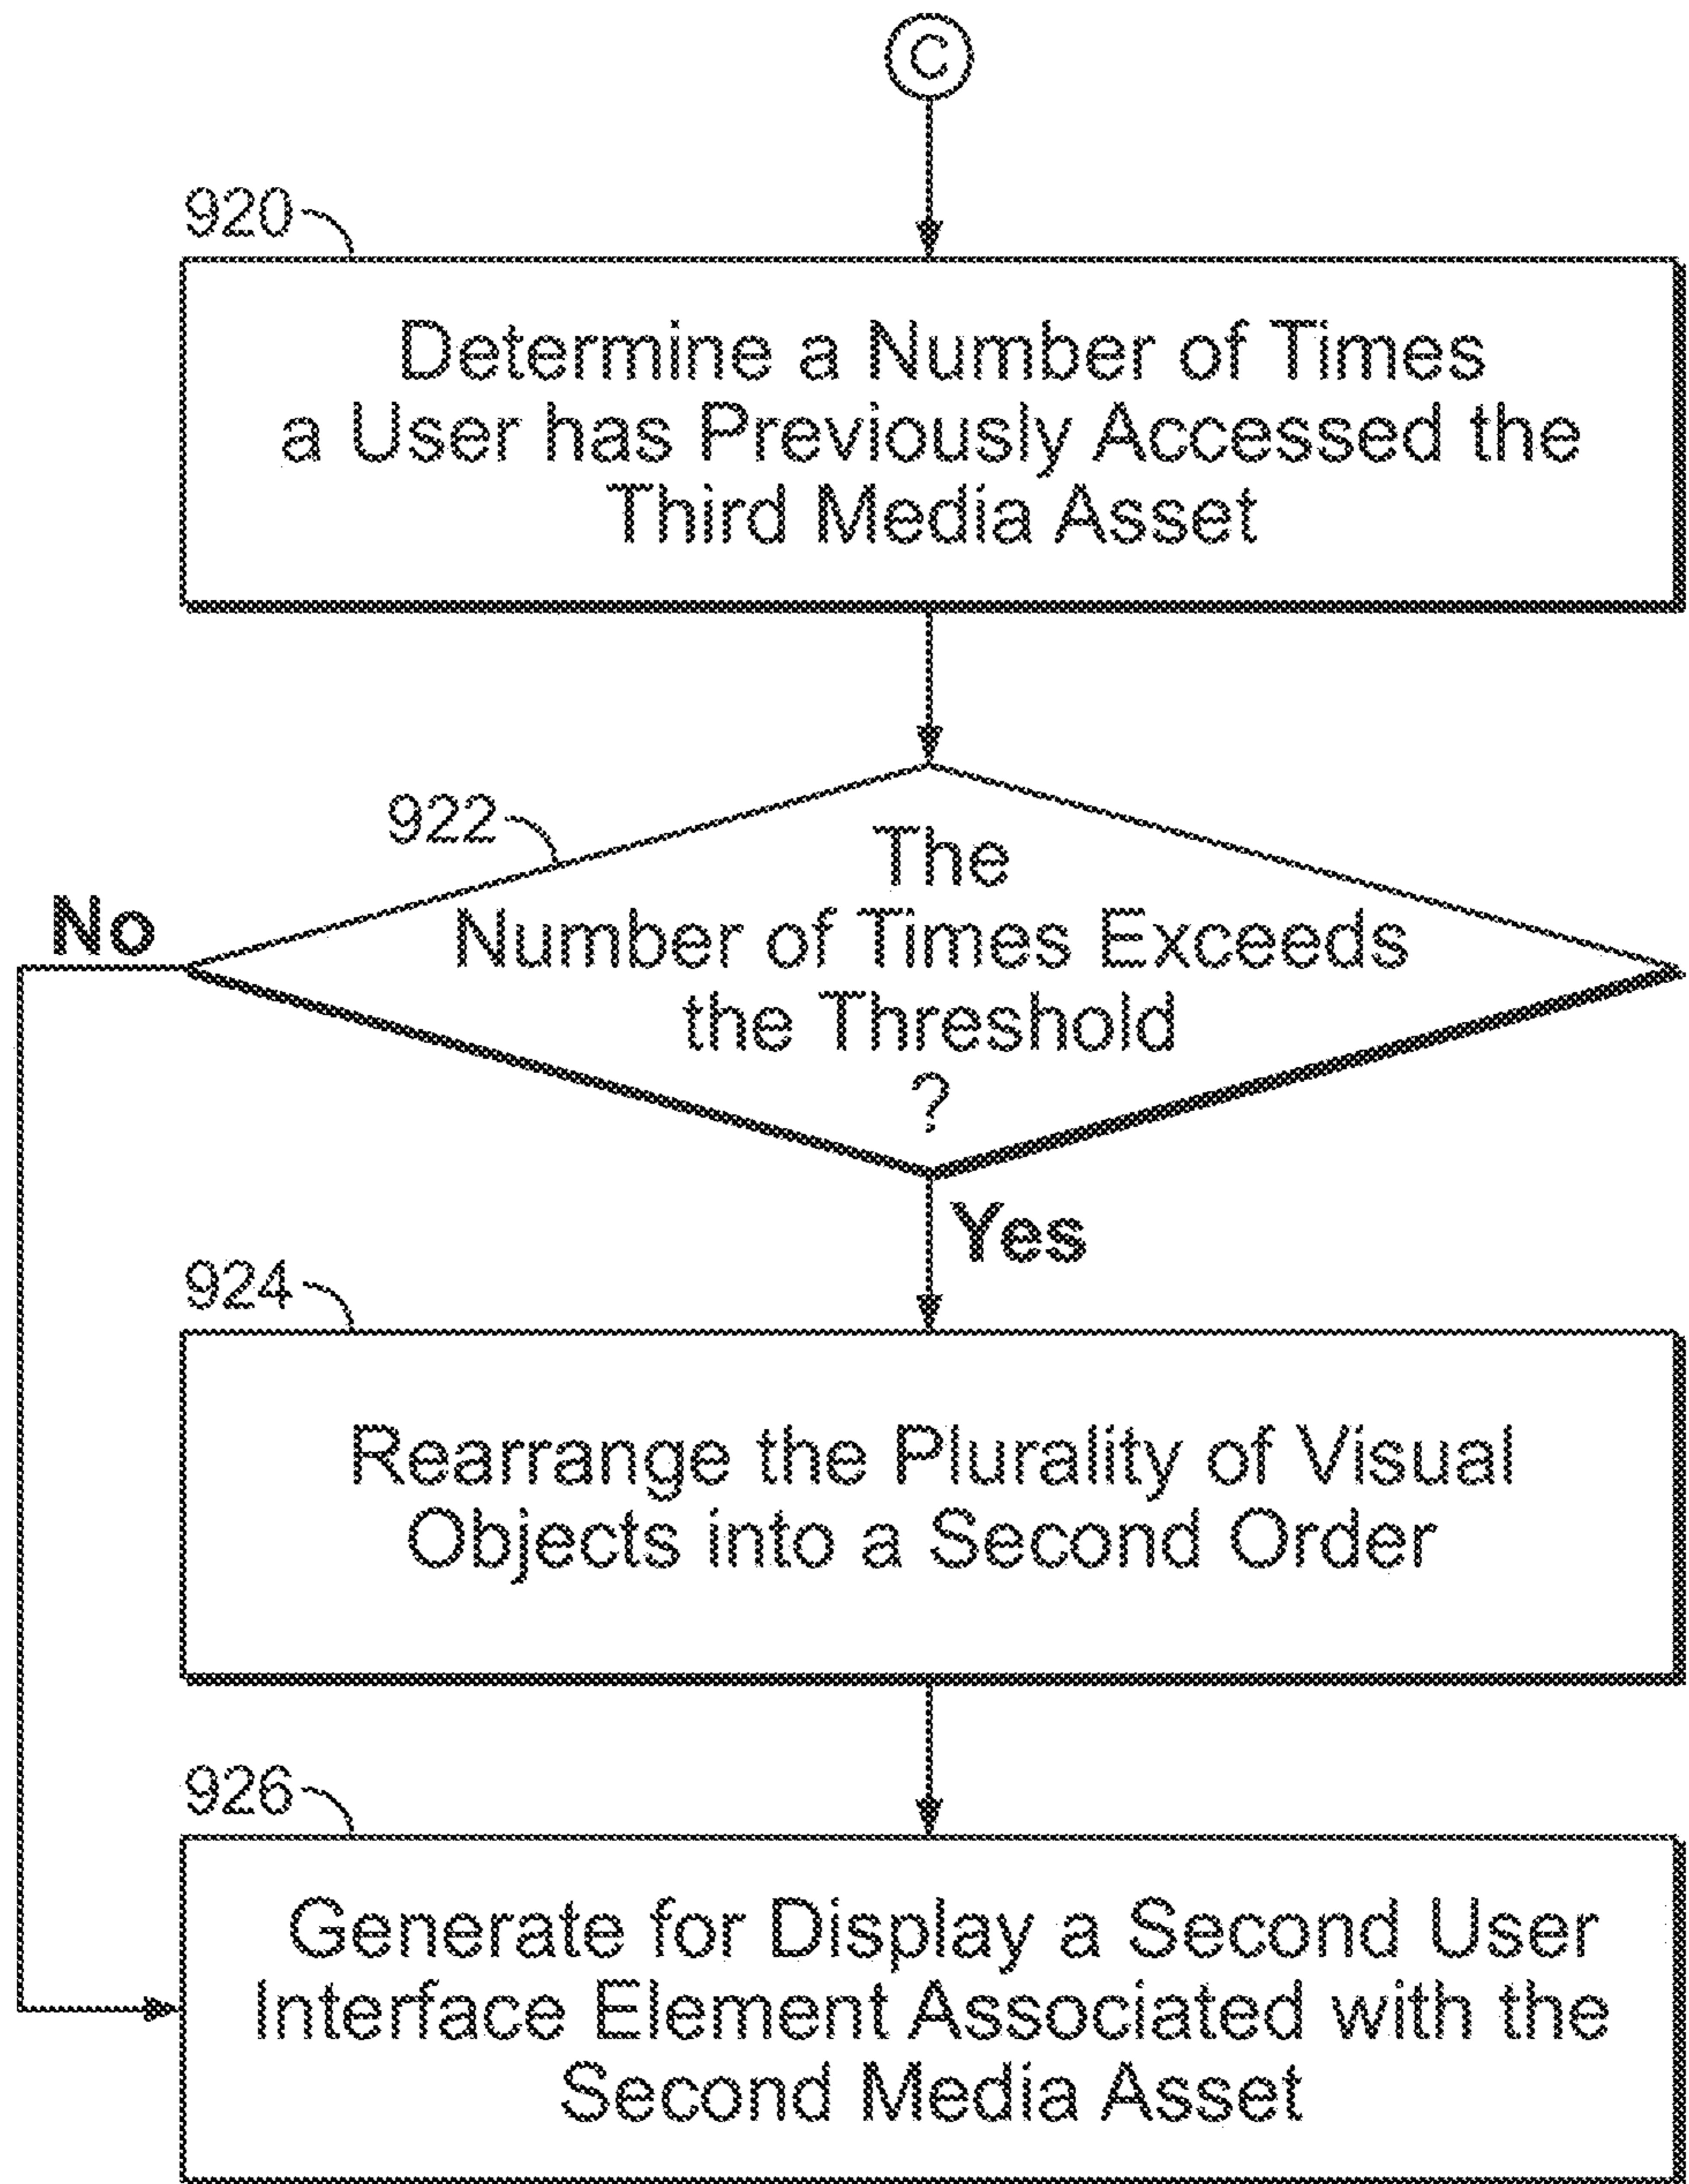 C
920
Determine a Number of Times
a User has Previously Accessed the
Third Media Asset
922
The
Number of Times Exceeds
the Threshold
?
No
Yes
924
Rearrange the Plurality of Visual
Objects into a Second Order
926
Generate for Display a Second User
Interface Element Associated with the
Second Media Asset